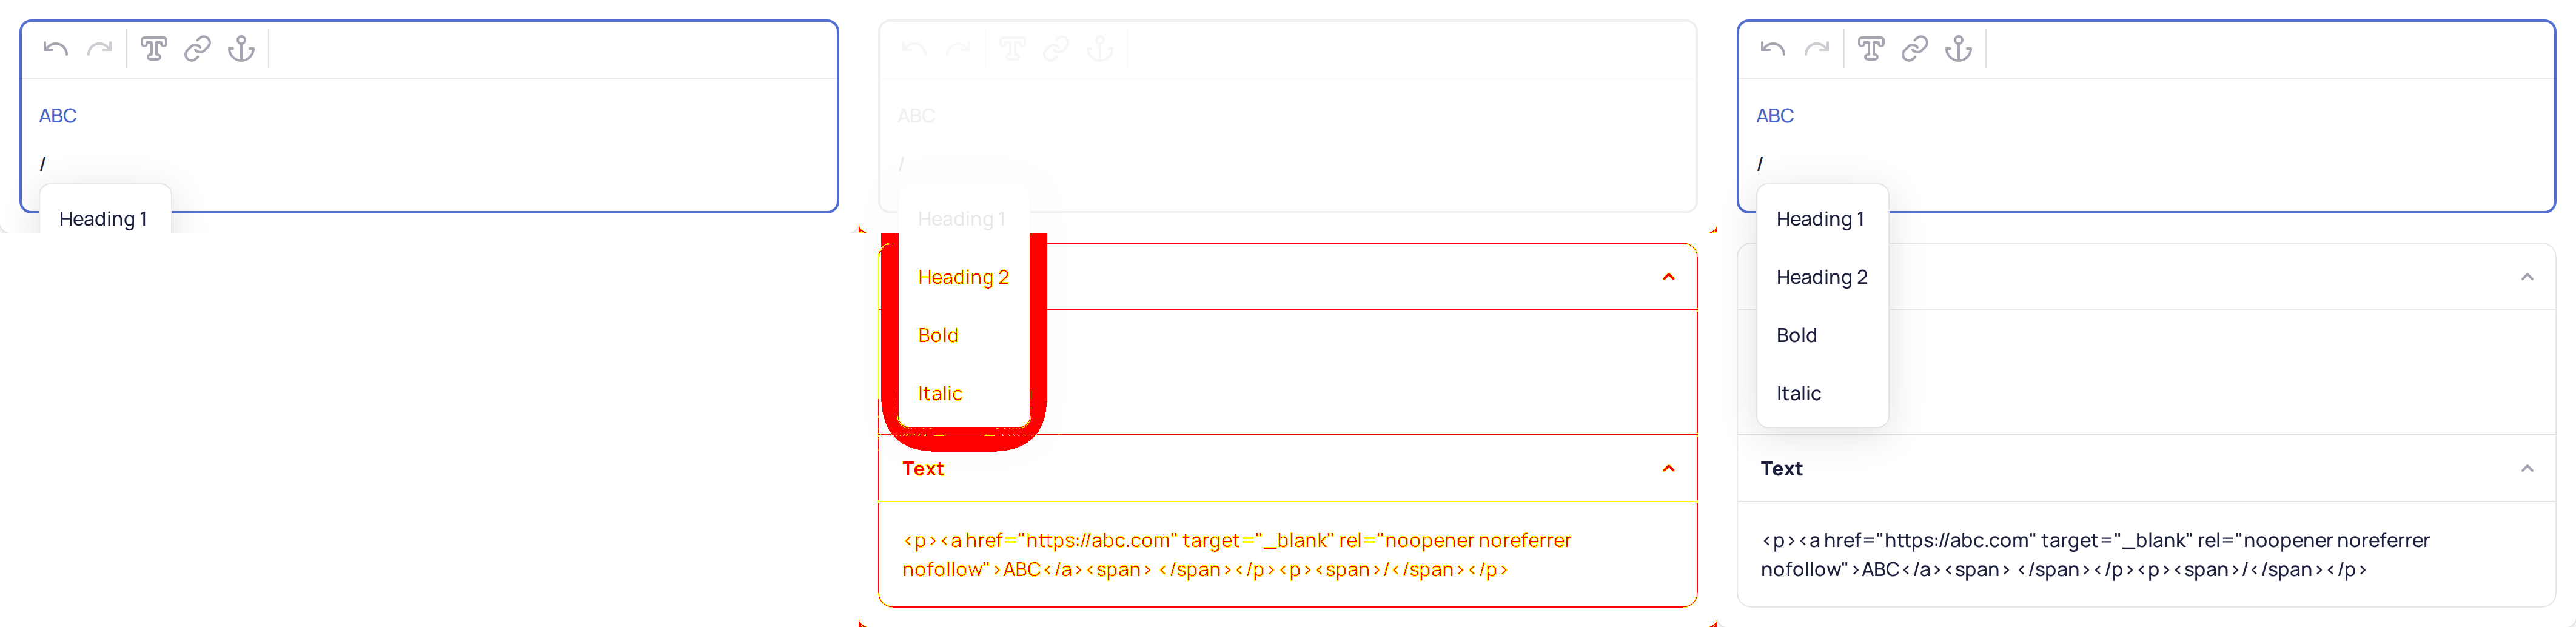 ABC
/
Heading 1
ABC
/
Heading 1
Heading 2
Bold
Italic
Text
<p><a href="https://abc.com" target="_blank" rel="noopener noreferrer
nofollow">ABC</a><span> </span></p><p><span>/</span></p>
ABC
/
Heading 1
Heading 2
Bold
Italic
Text
<p><a href="https://abc.com" target="_blank" rel="noopener noreferrer
nofollow">ABC</a><span> </span></p><p><span>/</span></p>